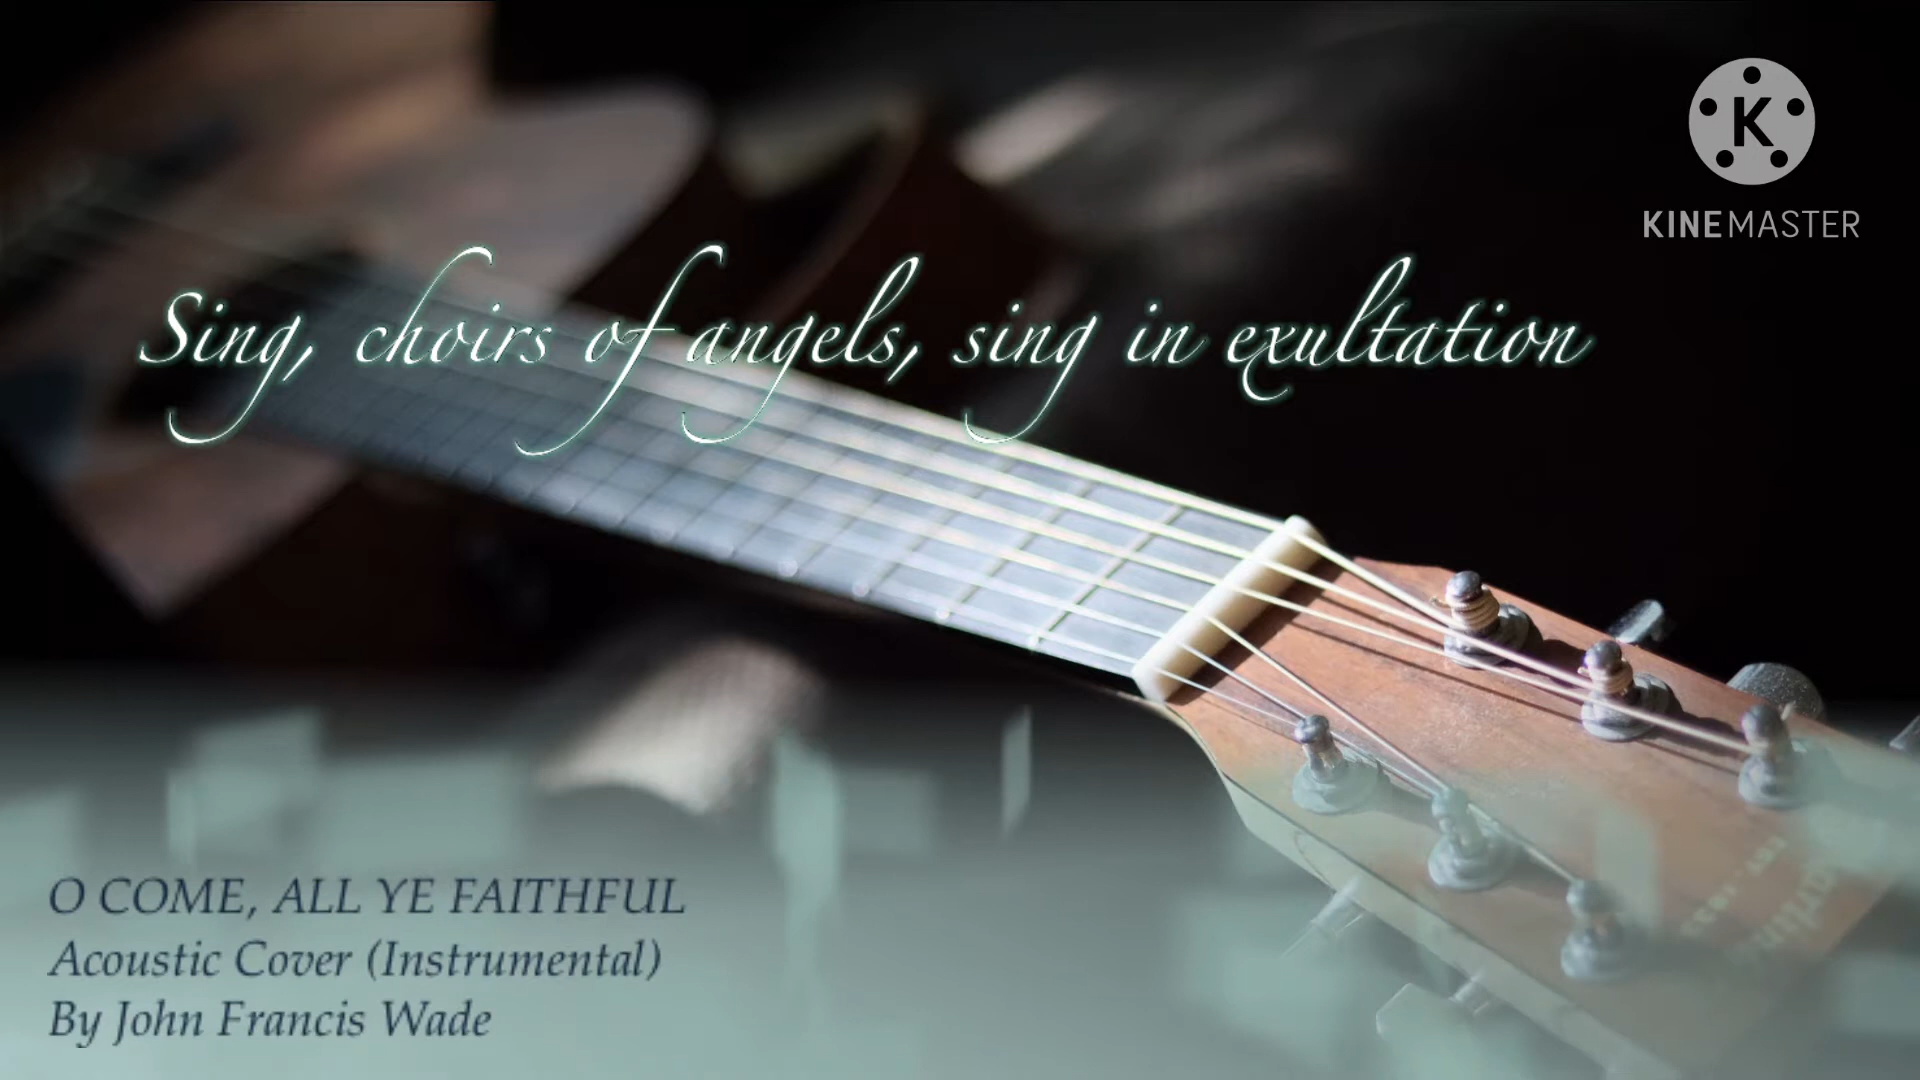 K
KINEMASTER
Sing, choirs of angels, sing in exultation
O COME, ALL YE FAITHFUL
Acoustic Cover (Instrumental)
By John Francis Wade